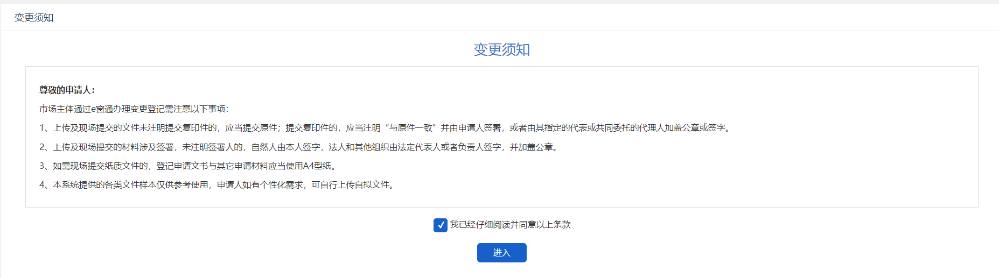 变更须知
变更须知
尊敬的申请人：
市场主体通过e窗通办理变更登记需注意以下事项：
1、上传及现场提交的文件未注明提交复印件的，应当提交原件；提交复印件的，应当注明“与原件一致”并由申请人签署，或者由其指定的代表或共同委托的代理人加盖公章或签字。
2、上传及现场提交的材料涉及签署，未注明签署人的，自然人由本人签字，法人和其他组织由法定代表人或者负责人签字，并加盖公章。
3、如需现场提交纸质文件的，登记申请文书与其它申请材料应当使用A4型纸。
4、本系统提供的各类文件样本仅供参考使用，申请人如有个性化需求，可自行上传自拟文件。
我已经仔细阅读并同意以上条款
进入